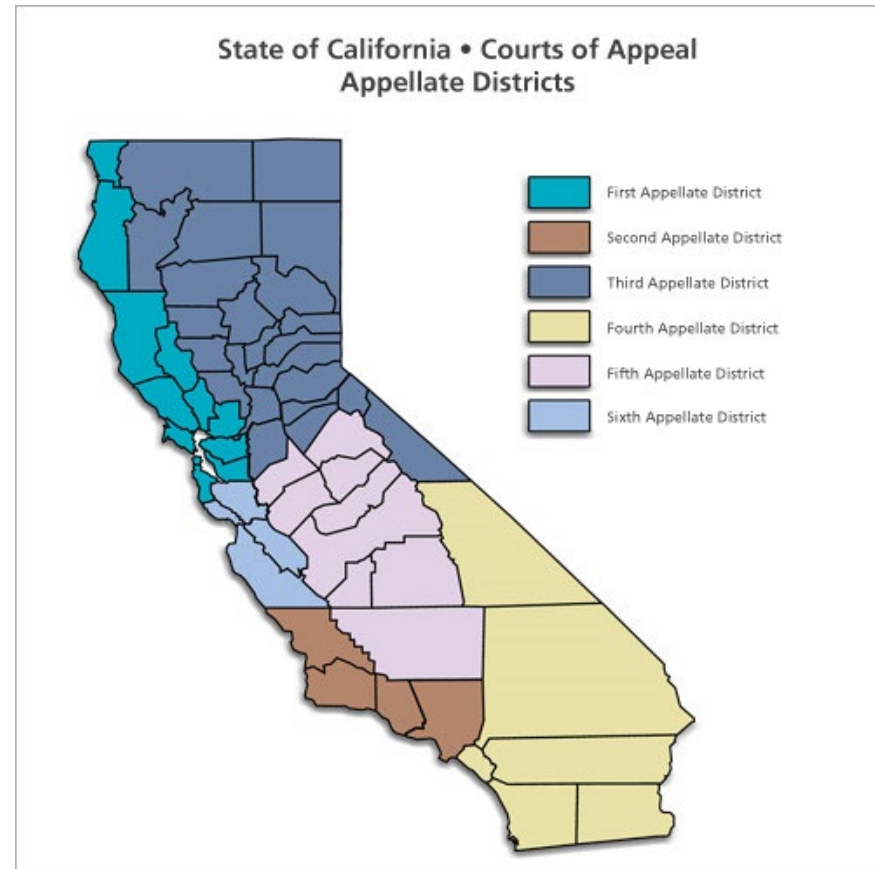 State of California • Courts of Appeal
Appellate Districts
First Appellate District
Second Appellate District
Third Appellate District
Fourth Appellate District
Fifth Appellate District
Sixth Appellate District